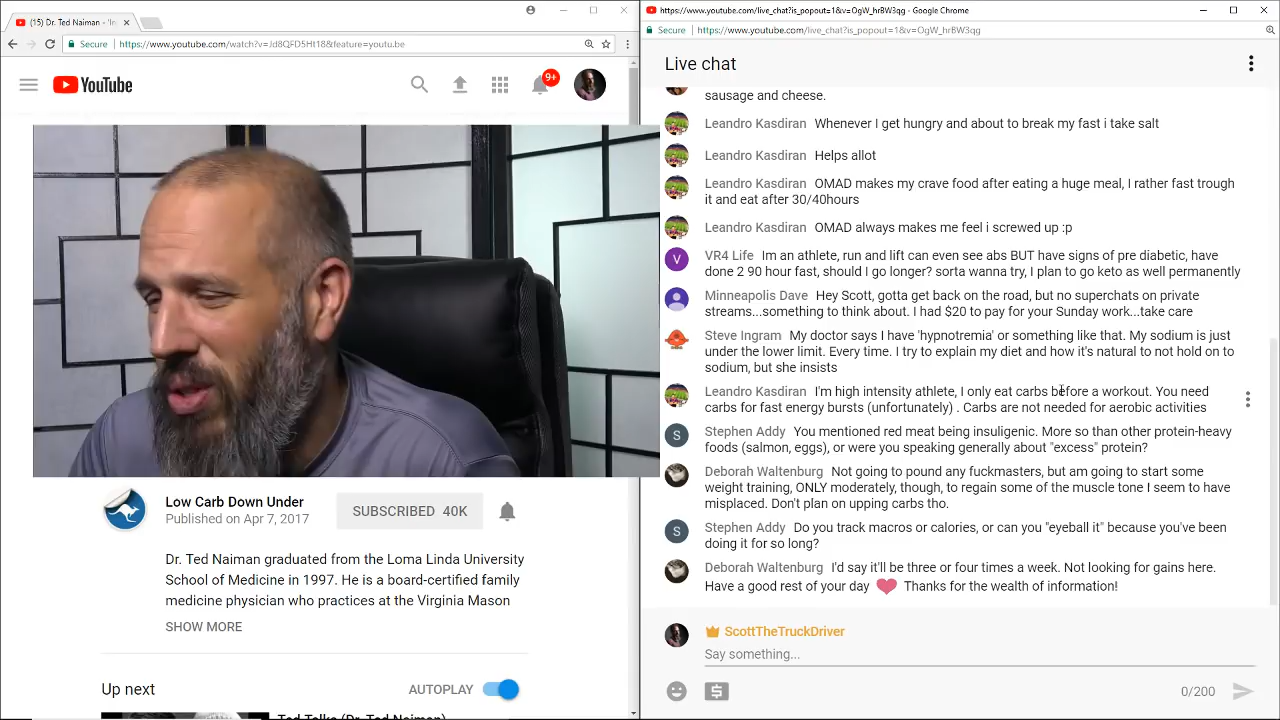 (15) Dr. Ted Naiman - 'In
Secure https://www.youtube.com/watch?v=Jd8QFD5Ht18&feature=youtu.be
YouTube
9+
Low Carb Down Under
Published on Apr 7, 2017
SUBSCRIBED 40K
Dr. Ted Naiman graduated from the Loma Linda University
School of Medicine in 1997. He is a board-certified family
medicine physician who practices at the Virginia Mason
SHOW MORE
Up next
AUTOPLAY
Ted Talks (Dr. Ted Naiman)
https://www.youtube.com/live_chat?is_popout=1&v=OgW_hrBW3qg - Google Chrome
Secure https://www.youtube.com/live_chat?is_popout=1&v=OgW_hrBW3qg
Live chat
sausage and cheese.
Leandro Kasdiran Whenever I get hungry and about to break my fast i take salt
Leandro Kasdiran Helps allot
Leandro Kasdiran OMAD makes my crave food after eating a huge meal, I rather fast trough
it and eat after 30/40hours
Leandro Kasdiran OMAD always makes me feel i screwed up :p
V VR4 Life Im an athlete, run and lift can even see abs BUT have signs of pre diabetic, have
done 2 90 hour fast, should I go longer? sorta wanna try, I plan to go keto as well permanently
Minneapolis Dave Hey Scott, gotta get back on the road, but no superchats on private
streams...something to think about. I had $20 to pay for your Sunday work...take care
Steve Ingram My doctor says I have 'hypoptremia' or something like that. My sodium is just
under the lower limit. Every time. I try to explain my diet and how it's natural to not hold on to
sodium, but she insists
Leandro Kasdiran I'm high intensity athlete, I only eat carbs before a workout. You need
carbs for fast energy bursts (unfortunately) . Carbs are not needed for aerobic activities
S Stephen Addy You mentioned red meat being insuligenic. More so than other protein-heavy
foods (salmon, eggs), or were you speaking generally about "excess" protein?
Deborah Waltenburg Not going to pound any fuckmasters, but am going to start some
weight training, ONLY moderately, though, to regain some of the muscle tone I seem to have
misplaced. Don't plan on upping carbs tho.
S Stephen Addy Do you track macros or calories, or can you "eyeball it" because you've been
doing it for so long?
Deborah Waltenburg I'd say it'll be three or four times a week. Not looking for gains here.
Have a good rest of your day ❤ Thanks for the wealth of information!
ScottTheTruckDriver
Say something...
0/200